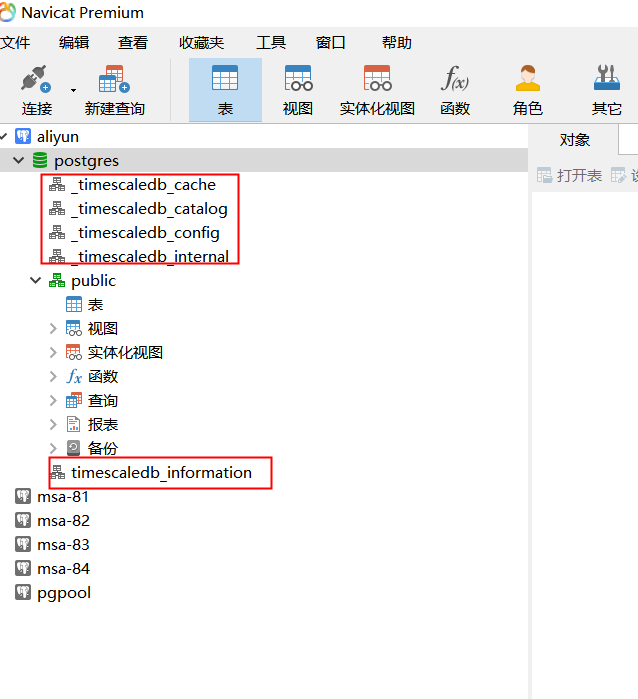 Navicat Premium
文件 编辑 查看 收藏夹 工具 窗口 帮助
连接 新建查询 表 视图 实体化视图 函数 角色 其它
aliyun
对象
postgres
打开表
_timescaledb_cache
_timescaledb_catalog
_timescaledb_config
_timescaledb_internal
public
表
视图
实体化视图
函数
查询
报表
备份
timescaledb_information
msa-81
msa-82
msa-83
msa-84
pgpool